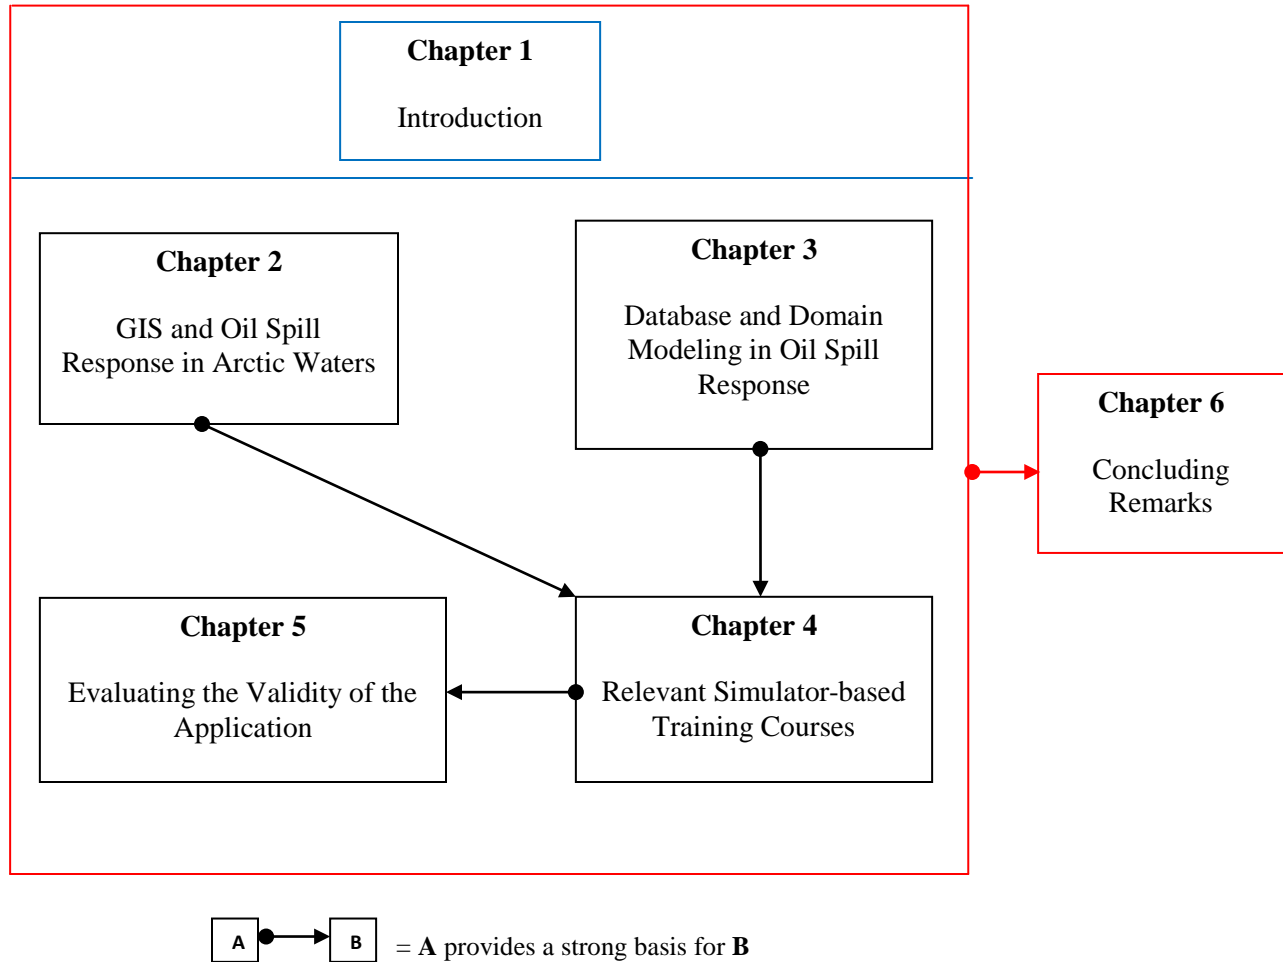 Chapter 1
Introduction
Chapter 2
GIS and Oil Spill
Response in Arctic Waters
Chapter 3
Database and Domain
Modeling in Oil Spill
Response
Chapter 6
Concluding
Remarks
Chapter 5
Evaluating the Validity of the
Application
Chapter 4
Relevant Simulator-based
Training Courses
A B = A provides a strong basis for B